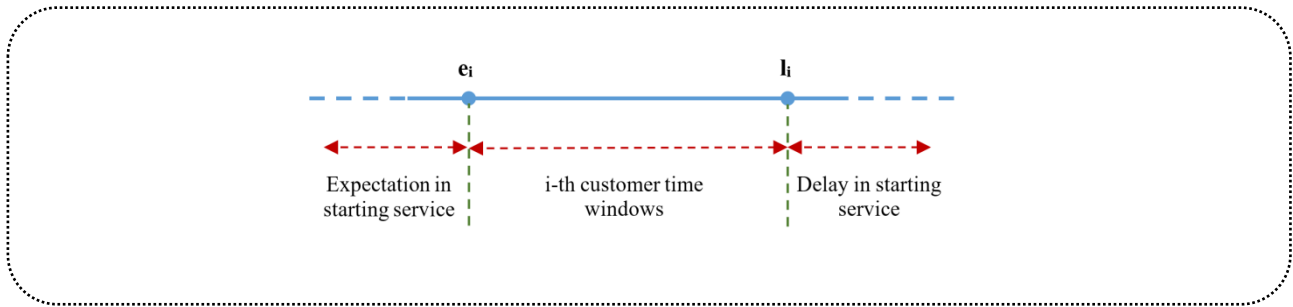 eᵢ
lᵢ
Expectation in
starting service
i-th customer time
windows
Delay in starting
service